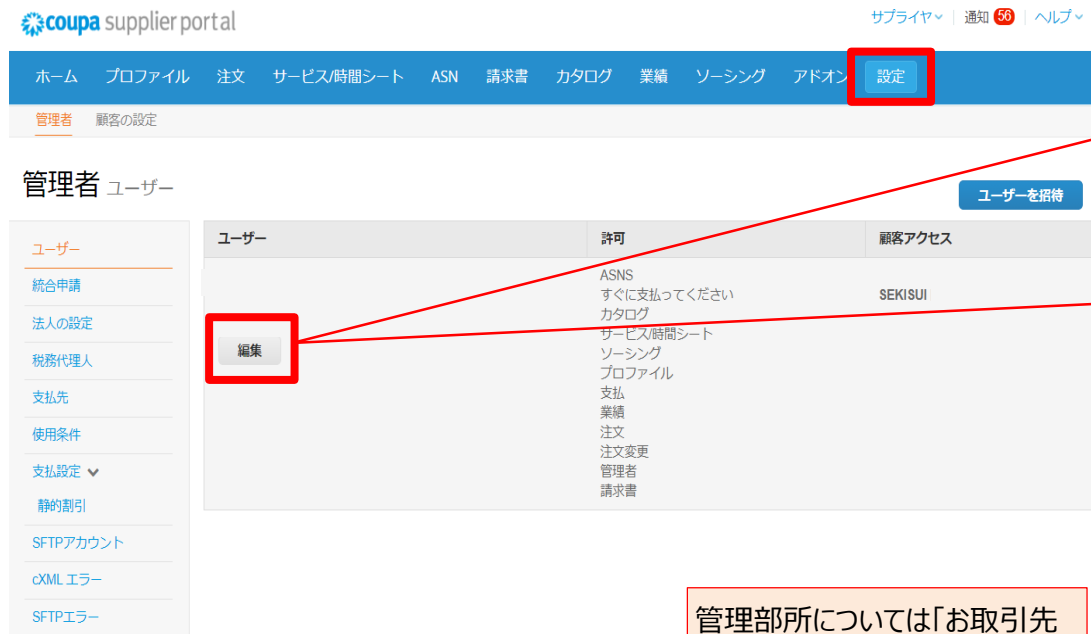 coupa supplier portal
サプライヤ 通知 56 ヘルプ
ホーム プロファイル 注文 サービス/時間シート ASN 請求書 カタログ 業績 ソーシング アドオン 設定
管理者 顧客の設定
管理者 ユーザー
ユーザーを招待
ユーザー 許可 顧客アクセス
ユーザー
統合申請
法人の設定
税務代理人
支払先
使用条件
支払設定
静的割引
SFTPアカウント
cXML エラー
SFTPエラー
編集
ASNS
すぐに支払ってください
カタログ
サービス/時間シート
ソーシング
プロファイル
支払
業績
注文
注文変更
管理者
請求書
SEKISUI
管理部所については「お取引先